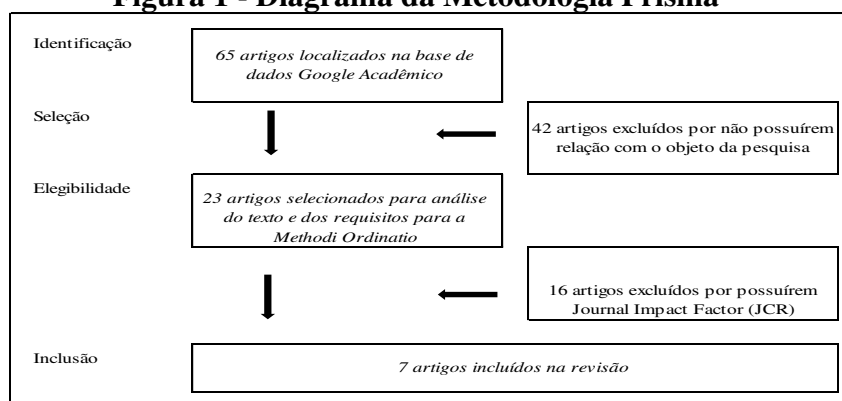 Figura 1 - Diagrama da Metodologia Prisma
Identificação
65 artigos localizados na base de
dados Google Acadêmico
Seleção
42 artigos excluídos por não possuírem
relação com o objeto da pesquisa
Elegibilidade
23 artigos selecionados para análise
do texto e dos requisitos para a
Methodi Ordinatio
16 artigos excluídos por possuírem
Journal Impact Factor (JCR)
Inclusão
7 artigos incluídos na revisão